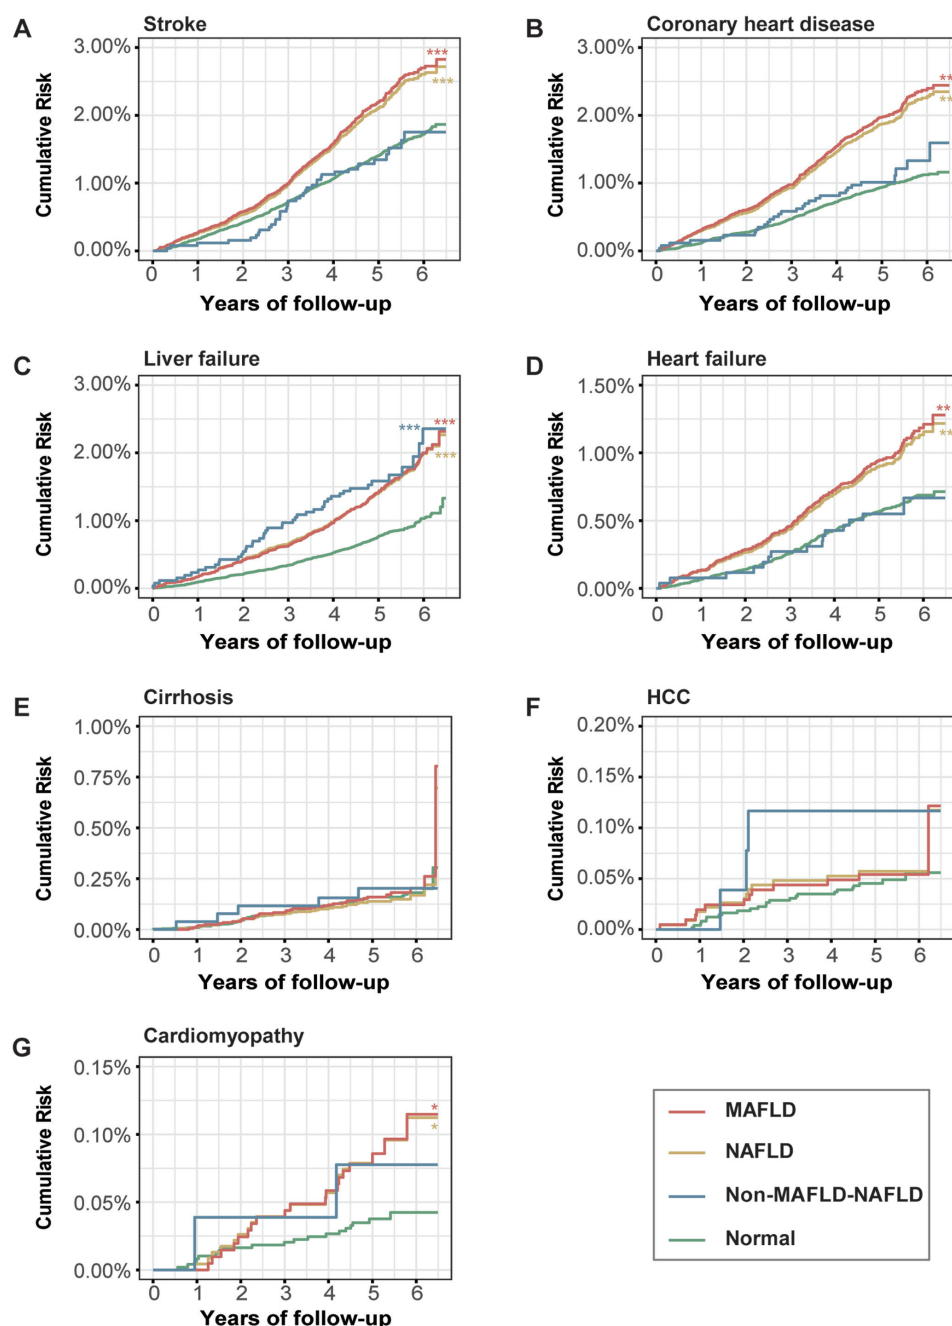 A Stroke
3.00%
2.00%
1.00%
0.00%
Cumulative Risk
***
***
0 1 2 3 4 5 6
Years of follow-up
B Coronary heart disease
3.00%
2.00%
1.00%
0.00%
Cumulative Risk
**
**
0 1 2 3 4 5 6
Years of follow-up
C Liver failure
3.00%
2.00%
1.00%
0.00%
Cumulative Risk
*** ***
***
0 1 2 3 4 5 6
Years of follow-up
D Heart failure
1.50%
1.00%
0.50%
0.00%
Cumulative Risk
**
**
0 1 2 3 4 5 6
Years of follow-up
E Cirrhosis
1.00%
0.75%
0.50%
0.25%
0.00%
Cumulative Risk
0 1 2 3 4 5 6
Years of follow-up
F HCC
0.20%
0.15%
0.10%
0.05%
0.00%
Cumulative Risk
0 1 2 3 4 5 6
Years of follow-up
G Cardiomyopathy
0.15%
0.10%
0.05%
0.00%
Cumulative Risk
*
*
0 1 2 3 4 5 6
Years of follow-up
MAFLD
NAFLD
Non-MAFLD-NAFLD
Normal